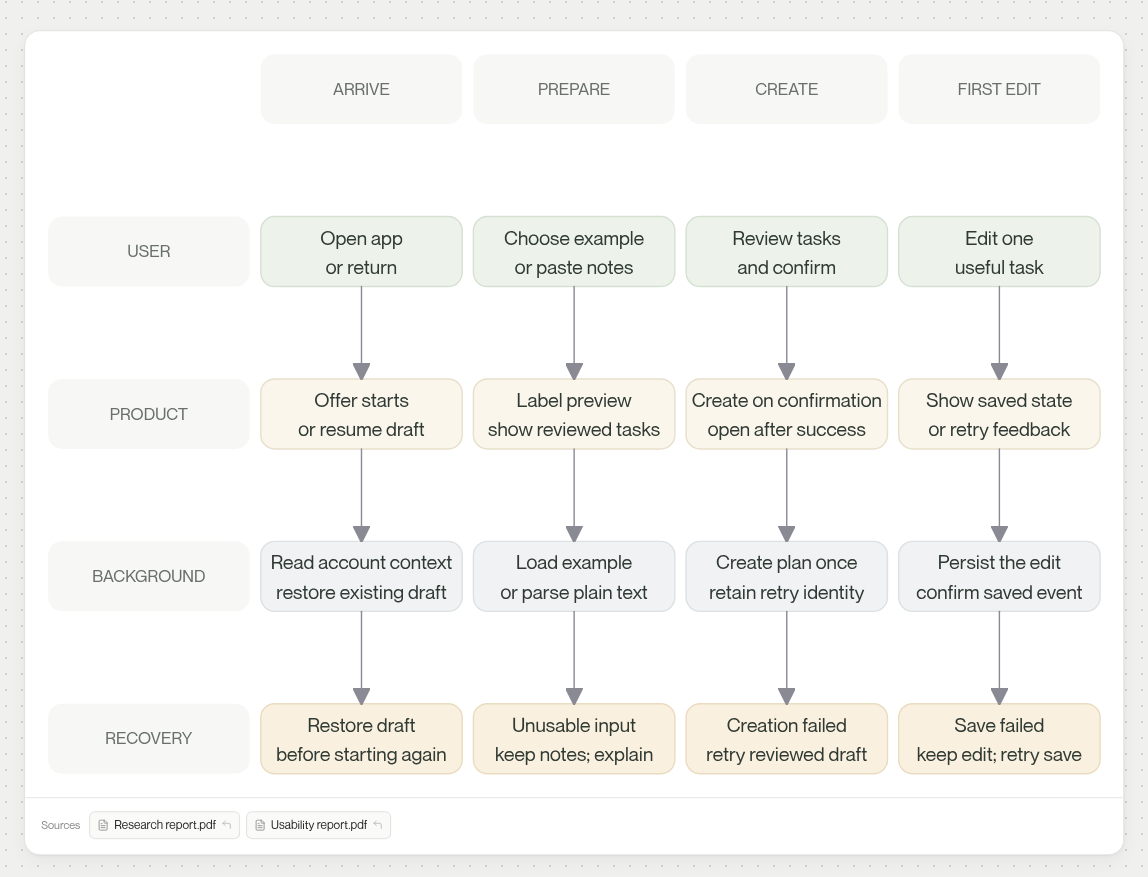 ARRIVE
PREPARE
CREATE
FIRST EDIT
USER
Open app
or return
Choose example
or paste notes
Review tasks
and confirm
Edit one
useful task
PRODUCT
Offer starts
or resume draft
Label preview
show reviewed tasks
Create on confirmation
open after success
Show saved state
or retry feedback
BACKGROUND
Read account context
restore existing draft
Load example
or parse plain text
Create plan once
retain retry identity
Persist the edit
confirm saved event
RECOVERY
Restore draft
before starting again
Unusable input
keep notes; explain
Creation failed
retry reviewed draft
Save failed
keep edit; retry save
Sources
Research report.pdf
Usability report.pdf